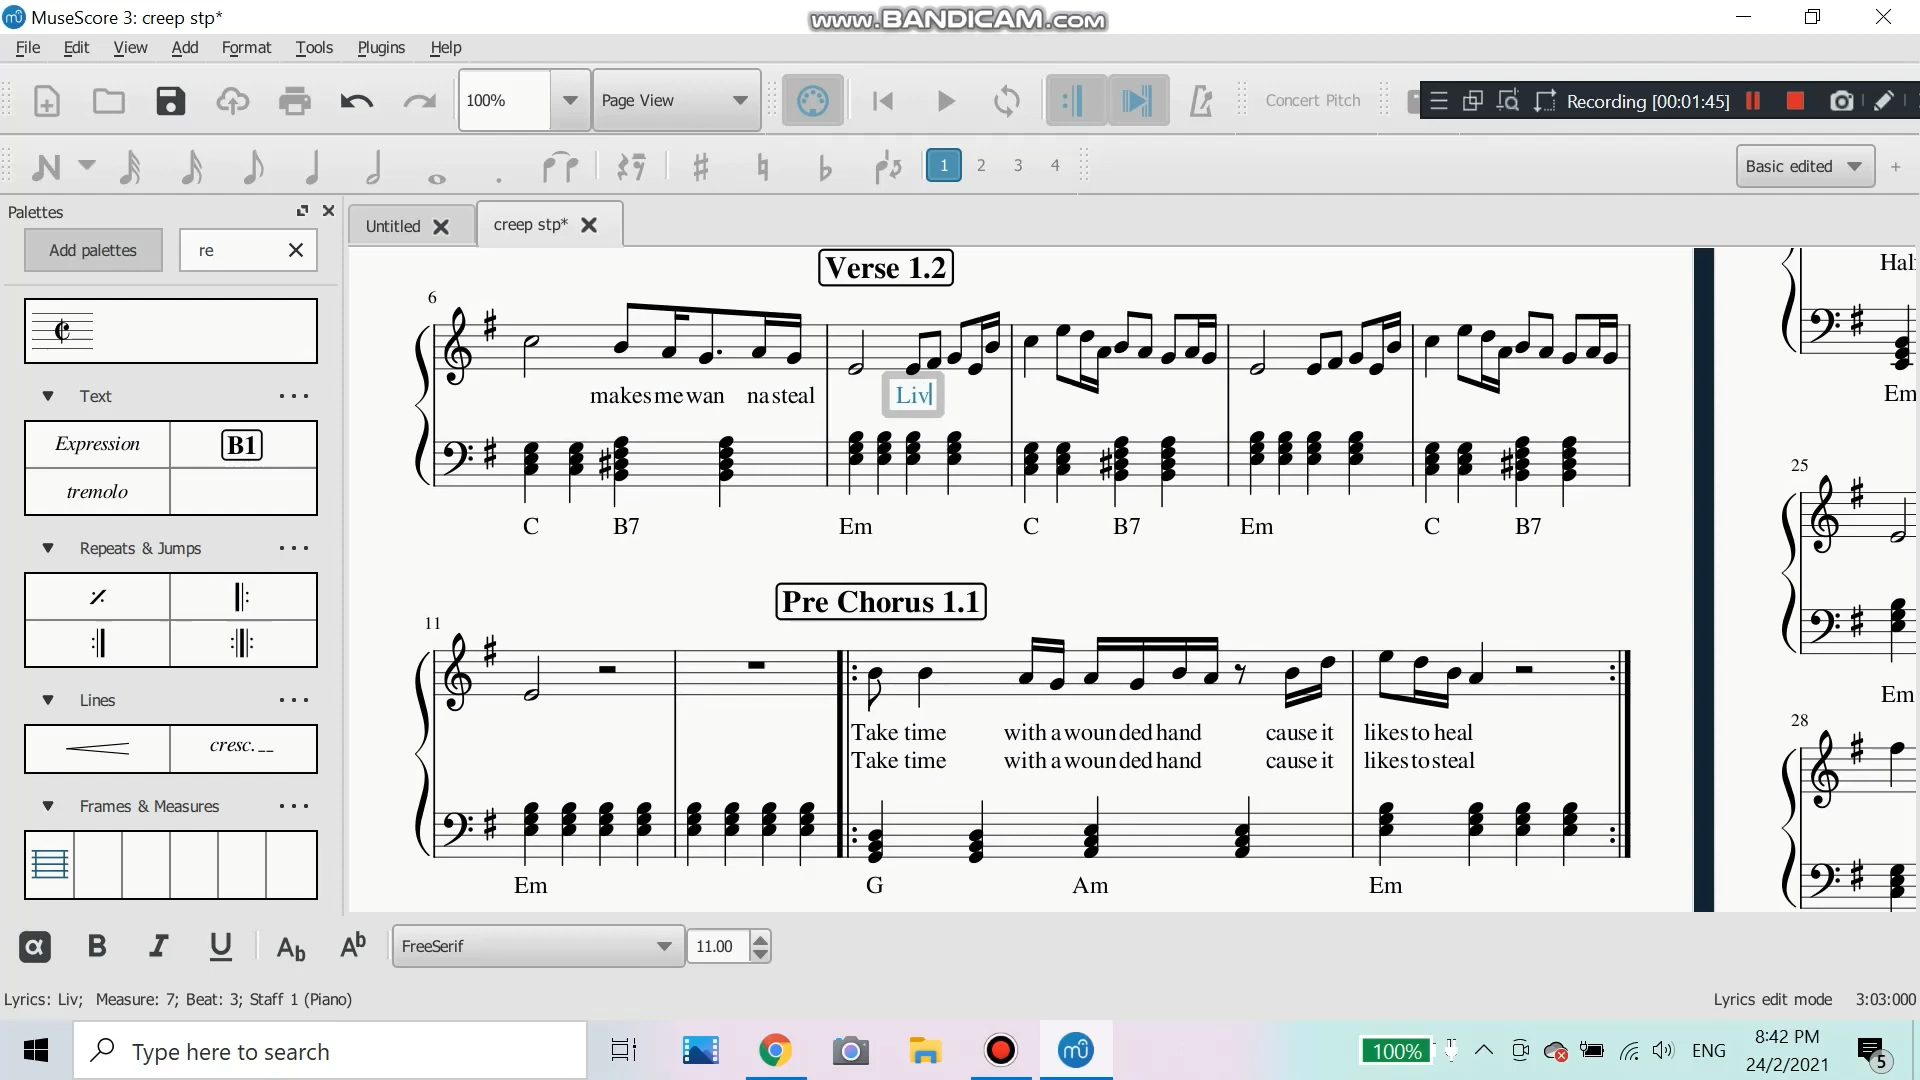 MuseScore 3: creep stp*
www.BANDICAM.com
File Edit View Add Format Tools Plugins Help
100%
Page View
Concert Pitch
Recording [00:01:45]
1 2 3 4
Basic edited
+
Palettes
Add palettes
re
Untitled
creep stp*
Text
Expression
B1
tremolo
Repeats & Jumps
Lines
cresc.__
Frames & Measures
Verse 1.2
6
makes me wan na steal
Liv
C B7 Em C B7 Em C B7
Pre Chorus 1.1
11
Take time with a woun ded hand cause it likes to heal
Take time with a woun ded hand cause it likes to steal
Em G Am Em
Em
25
Em
28
B I U Ab Ab
FreeSerif
11.00
Lyrics: Liv; Measure: 7; Beat: 3; Staff 1 (Piano)
Lyrics edit mode
3:03:000
Type here to search
100%
ENG
8:42 PM
24/2/2021
5